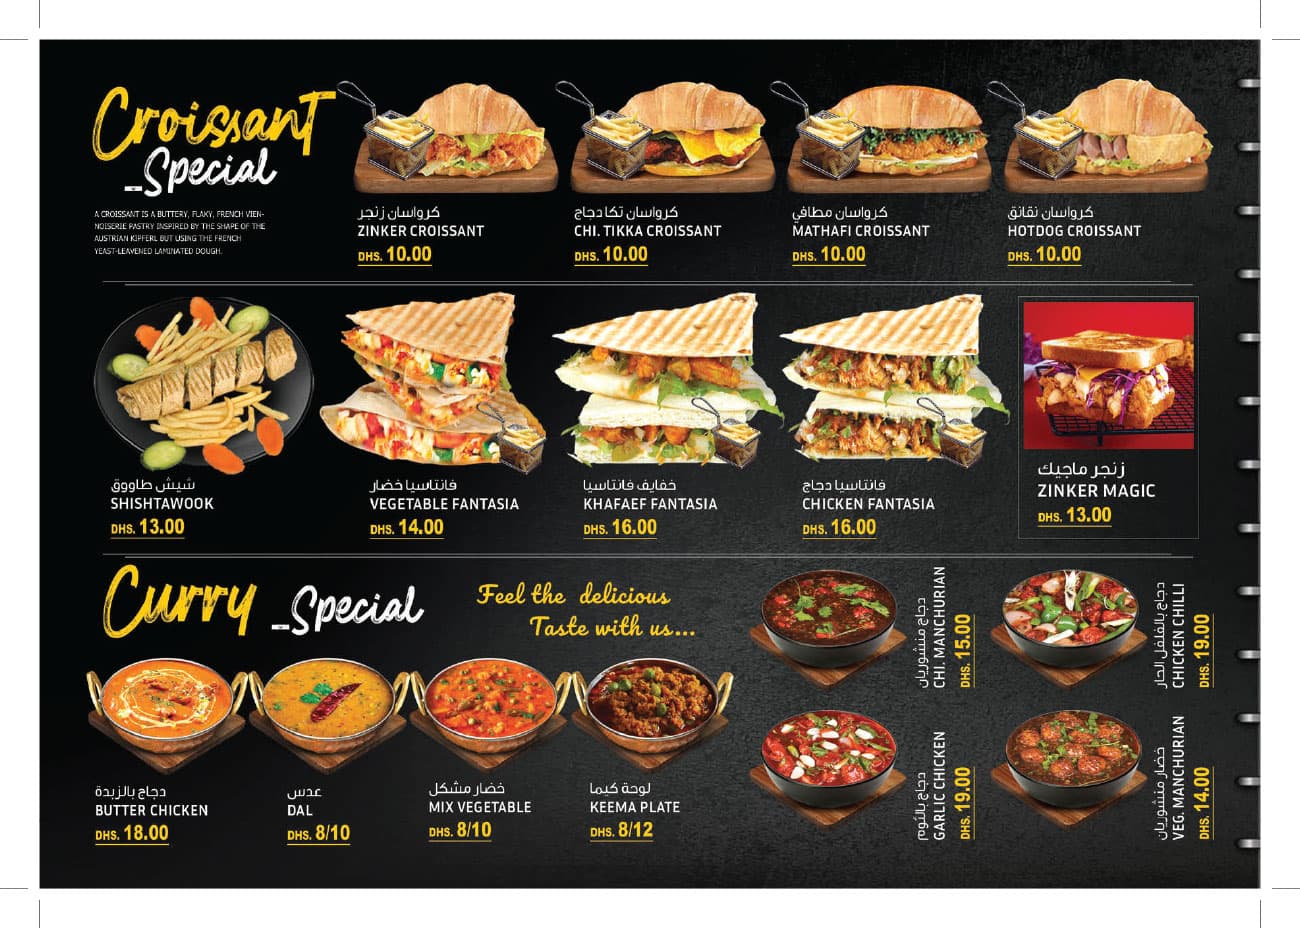 Croissant
Special
A CROISSANT IS A BUTTERY, FLAKY, FRENCH VIEN-
NOISERIE PASTRY INSPIRED BY THE SHAPE OF THE
AUSTRIAN KIPFERL BUT USING THE FRENCH
YEAST-LEAVENED LAMINATED DOUGH.
كرواسان زنجر
ZINKER CROISSANT
DHS. 10.00
كرواسان تكا دجاج
CHI. TIKKA CROISSANT
DHS. 10.00
كرواسان مطافي
MATHAFI CROISSANT
DHS. 10.00
كرواسان نقانق
HOTDOG CROISSANT
DHS. 10.00
شيش طاووق
SHISHTAWOOK
DHS. 13.00
فانتاسيا خضار
VEGETABLE FANTASIA
DHS. 14.00
خفايف فانتاسيا
KHAFAEF FANTASIA
DHS. 16.00
فانتاسيا دجاج
CHICKEN FANTASIA
DHS. 16.00
زنجر ماجيك
ZINKER MAGIC
DHS. 13.00
Curry
Special
Feel the delicious
Taste with us...
دجاج بالزبدة
BUTTER CHICKEN
DHS. 18.00
عدس
DAL
DHS. 8/10
خضار مشكل
MIX VEGETABLE
DHS. 8/10
لوحة كيما
KEEMA PLATE
DHS. 8/12
دجاج منشوريان
CHI. MANCHURIAN
DHS. 15.00
دجاج بالفلفل الحار
CHICKEN CHILLI
DHS. 19.00
دجاج بالثوم
GARLIC CHICKEN
DHS. 19.00
خضار منشوريان
VEG. MANCHURIAN
DHS. 14.00